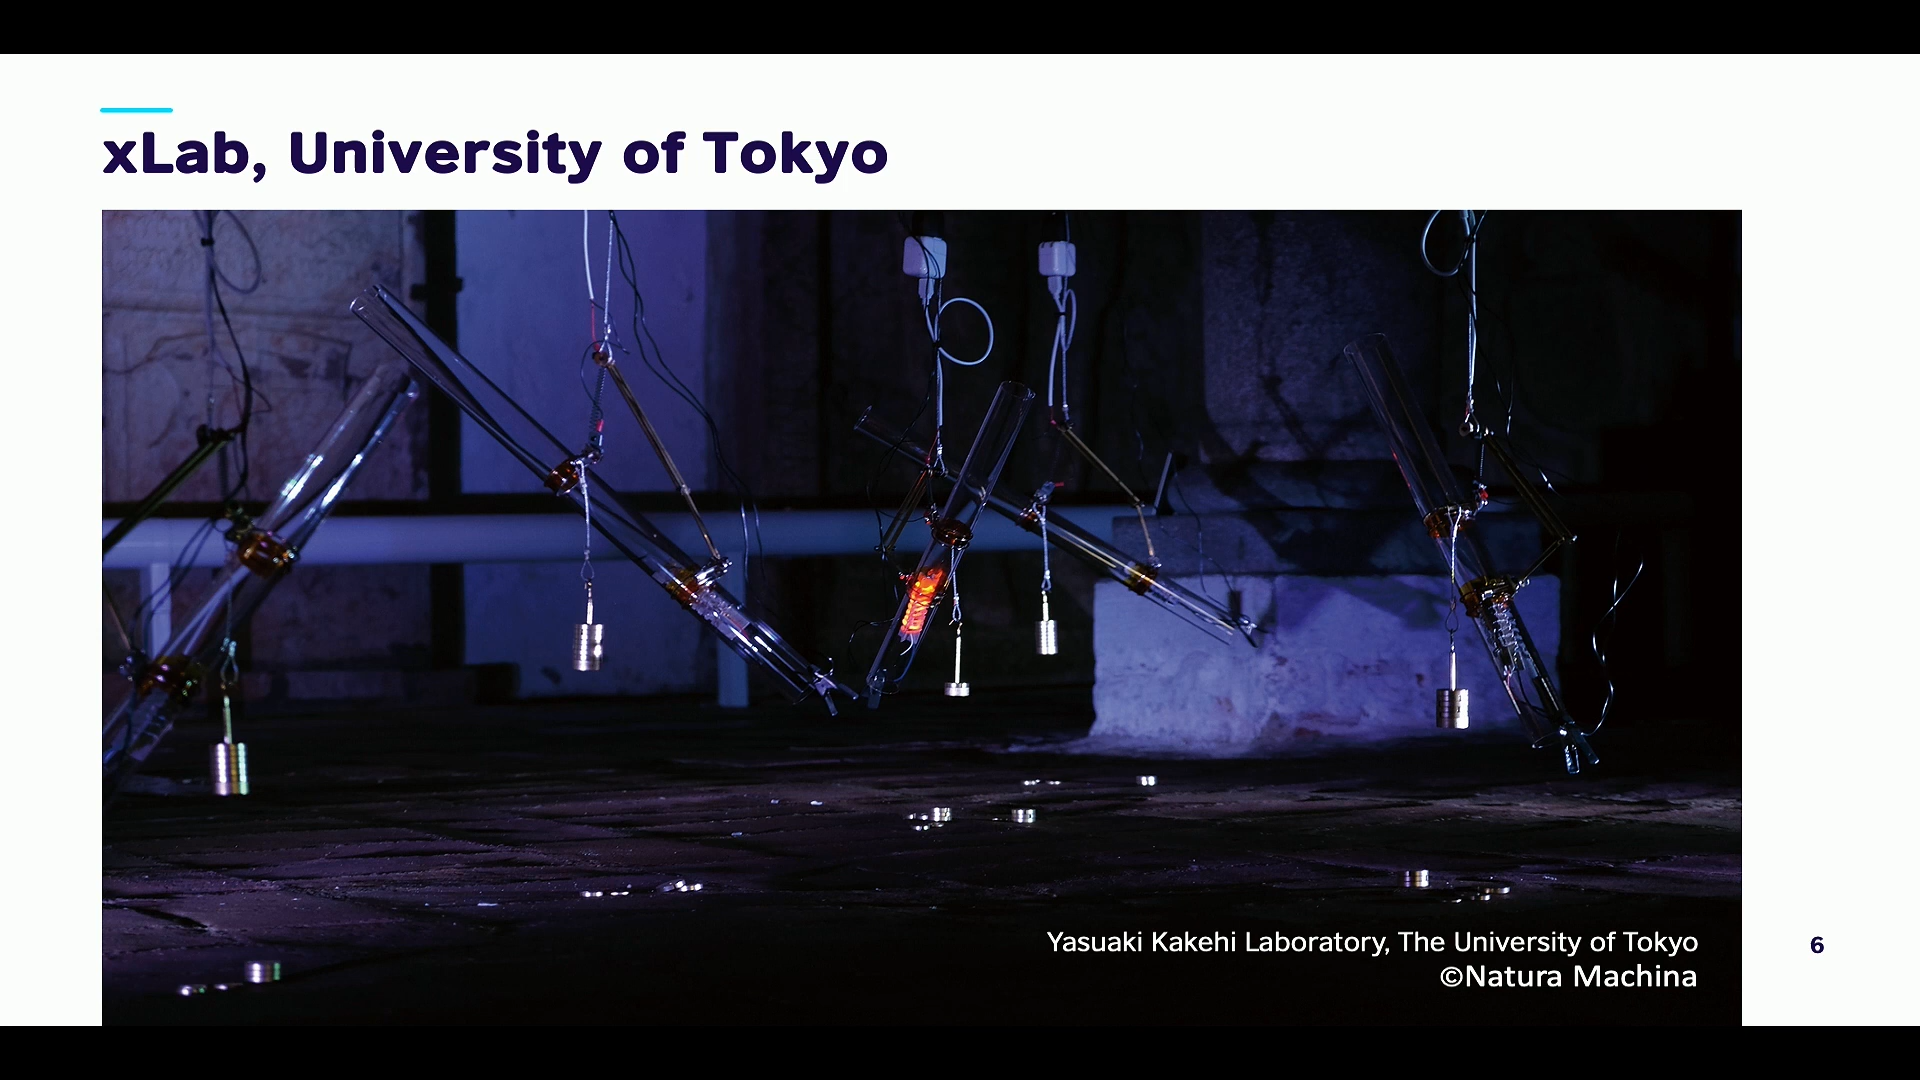 xLab, University of Tokyo
Yasuaki Kakehi Laboratory, The University of Tokyo
©Natura Machina
6